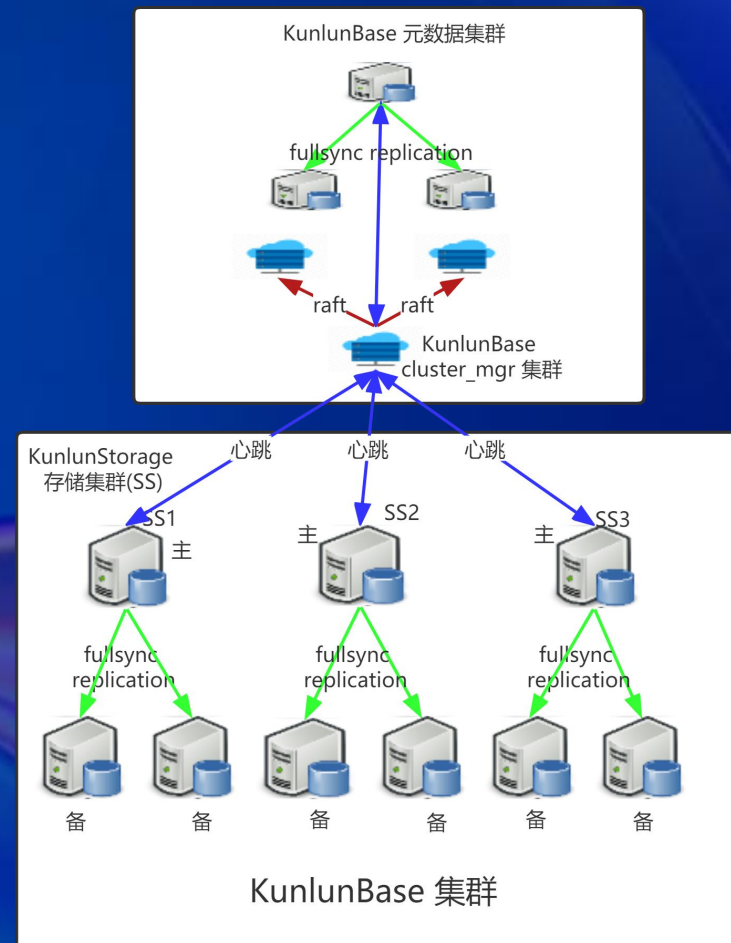 KunlunBase 元数据集群
fullsync replication
raft
raft
KunlunBase
cluster_mgr 集群
KunlunStorage
存储集群(SS)
心跳
心跳
心跳
SS1
主
主
SS2
主
SS3
fullsync
replication
fullsync
replication
fullsync
replication
备
备
备
备
备
备
KunlunBase 集群